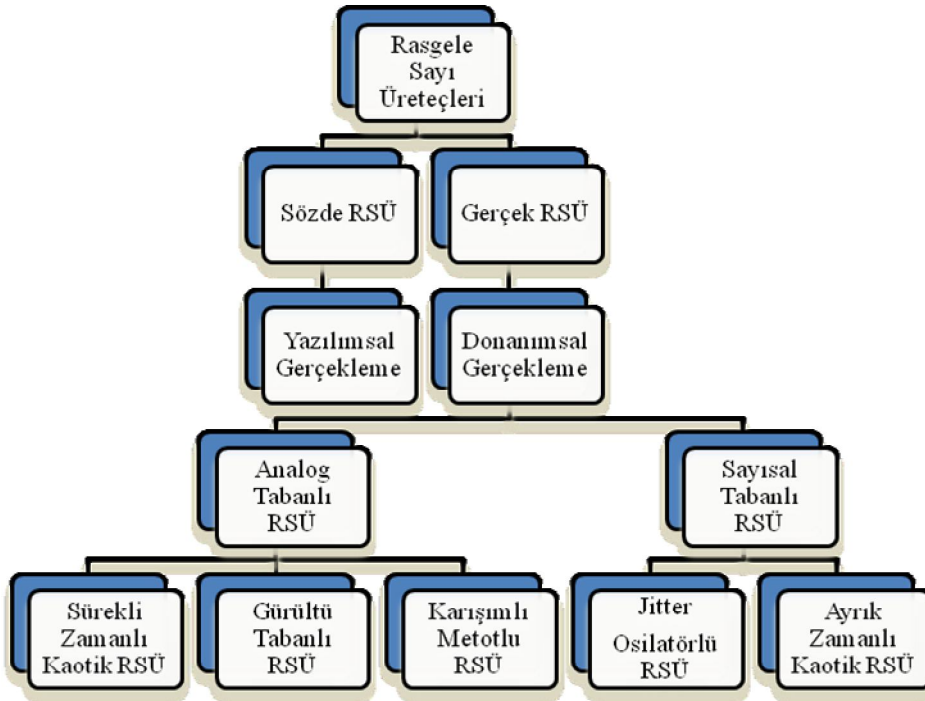 Rasgele
Sayı
Üreteçleri
Sözde RSÜ
Gerçek RSÜ
Yazılımsal
Gerçekleme
Donanımsal
Gerçekleme
Analog
Tabanlı
RSÜ
Sayısal
Tabanlı
RSÜ
Sürekli
Zamanlı
Kaotik RSÜ
Gürültü
Tabanlı
RSÜ
Karışımlı
Metotlu
RSÜ
Jitter
Osilatörlü
RSÜ
Ayrık
Zamanlı
Kaotik RSÜ